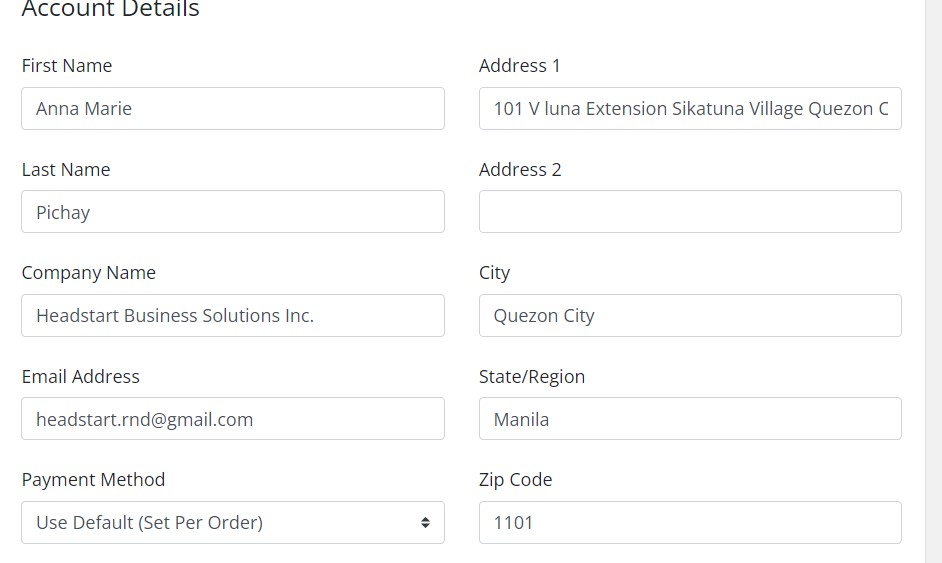 Account Details
First Name
Anna Marie
Last Name
Pichay
Company Name
Headstart Business Solutions Inc.
Email Address
headstart.rnd@gmail.com
Payment Method
Use Default (Set Per Order)
Address 1
101 V luna Extension Sikatuna Village Quezon C
Address 2
City
Quezon City
State/Region
Manila
Zip Code
1101